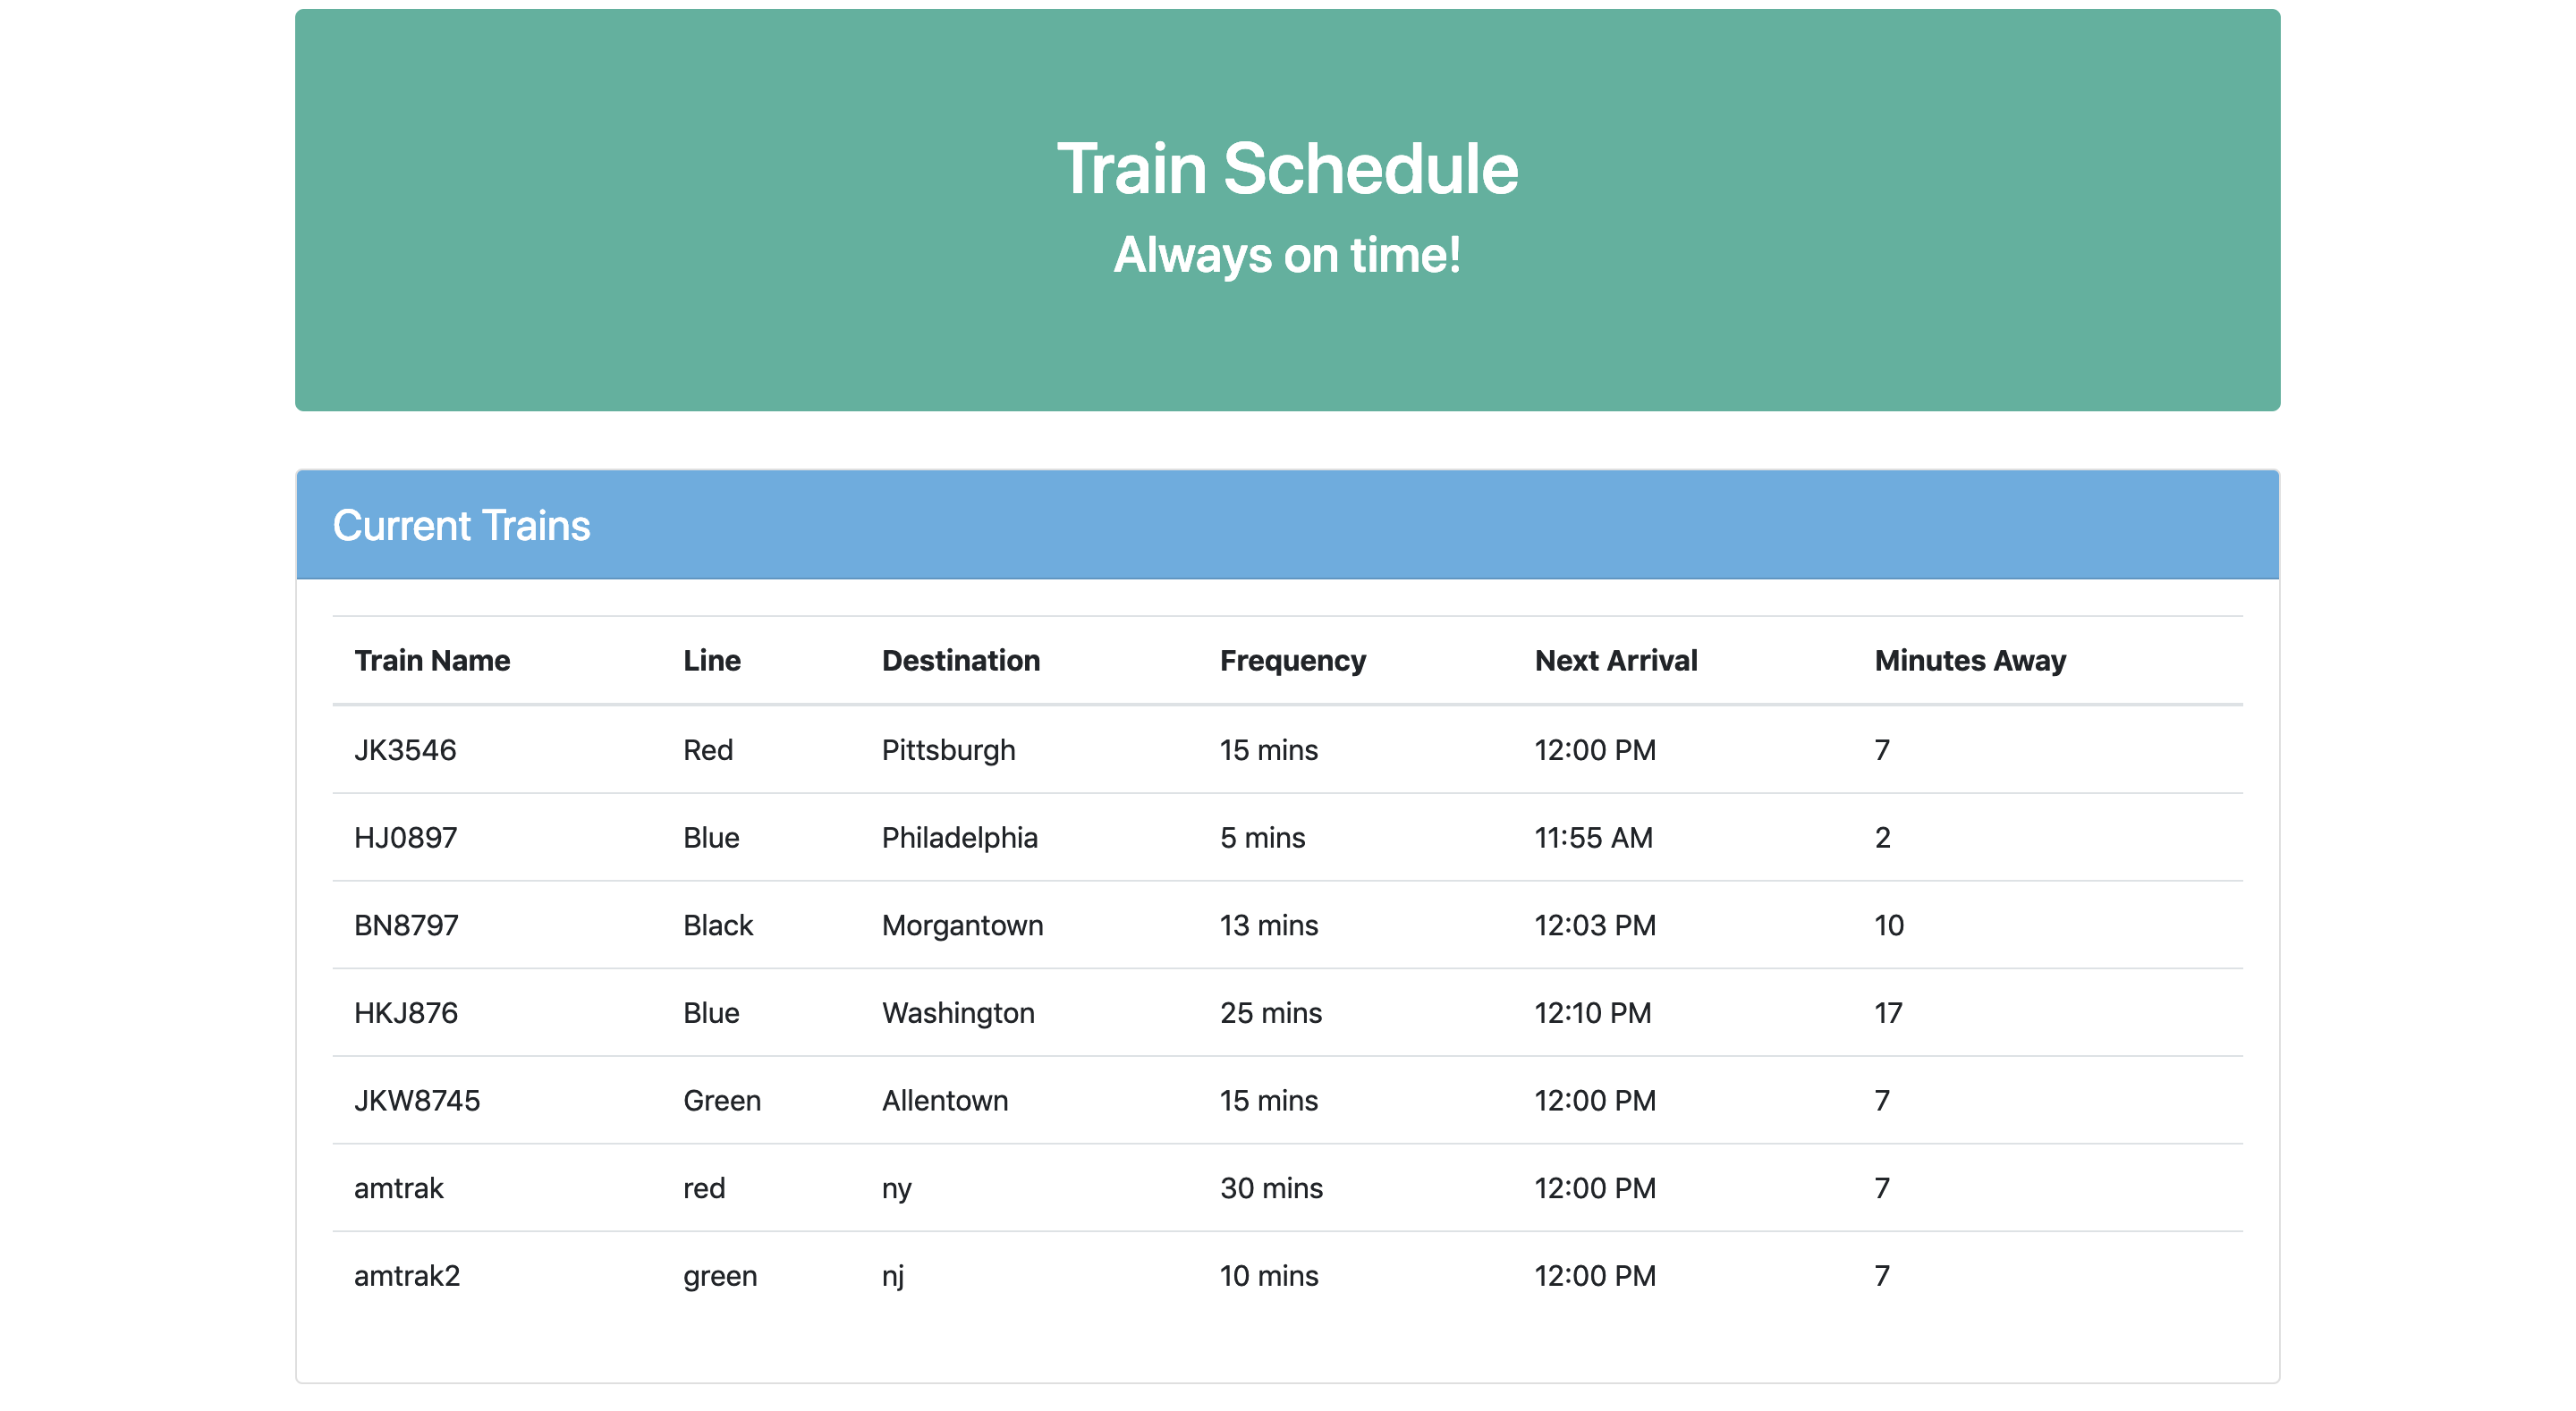 Train Schedule
Always on time!
Current Trains
Train Name Line Destination Frequency Next Arrival Minutes Away
JK3546 Red Pittsburgh 15 mins 12:00 PM 7
HJ0897 Blue Philadelphia 5 mins 11:55 AM 2
BN8797 Black Morgantown 13 mins 12:03 PM 10
HKJ876 Blue Washington 25 mins 12:10 PM 17
JKW8745 Green Allentown 15 mins 12:00 PM 7
amtrak red ny 30 mins 12:00 PM 7
amtrak2 green nj 10 mins 12:00 PM 7